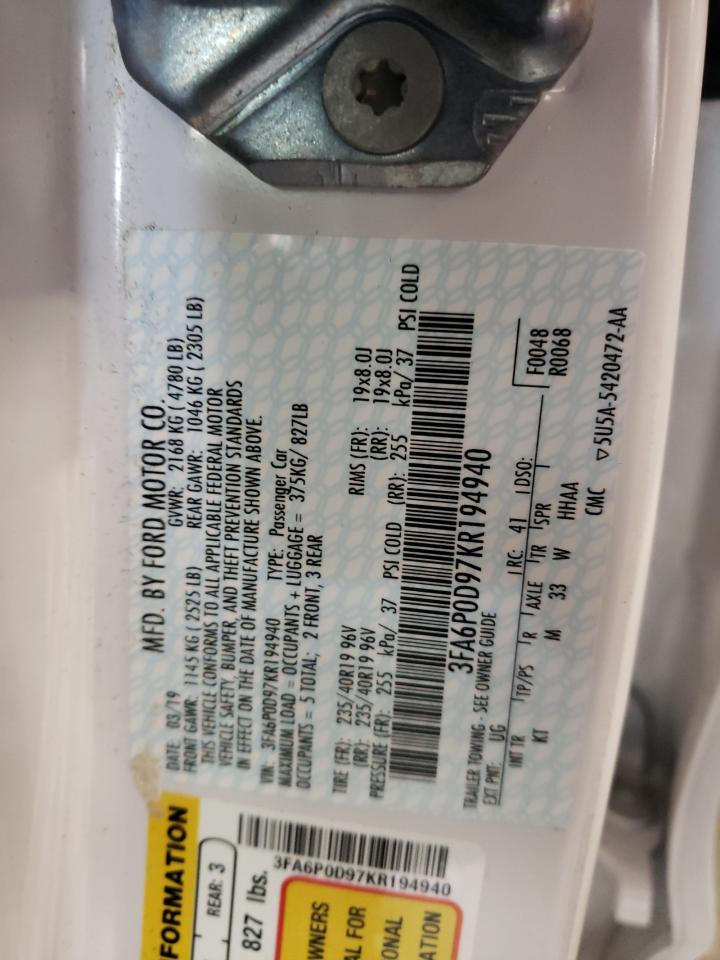 MFD. BY FORD MOTOR CO.
DATE: 03/19 GVWR: 2168 KG ( 4780 LB)
FRONT GAWR: 1145 KG ( 2525 LB) REAR GAWR: 1046 KG ( 2305 LB)
THIS VEHICLE CONFORMS TO ALL APPLICABLE FEDERAL MOTOR
VEHICLE SAFETY, BUMPER, AND THEFT PREVENTION STANDARDS
IN EFFECT ON THE DATE OF MANUFACTURE SHOWN ABOVE.
VIN: 3FA6P0D97KR194940 TYPE: Passenger Car
MAXIMUM LOAD = OCCUPANTS + LUGGAGE = 375KG/ 827LB
OCCUPANTS = 5 TOTAL; 2 FRONT, 3 REAR
TIRE (FR): 235/40R19 96V RIMS (FR): 19x8.0J
(RR): 235/40R19 96V (RR): 19x8.0J
PRESSURE (FR): 255 kPa/ 37 PSI COLD (RR): 255 kPa/ 37 PSI COLD
3FA6P0D97KR194940
TRAILER TOWING - SEE OWNER GUIDE
EXT PNT: UG RC: 41 DSO: F0048
INT TR TP/PS R AXLE TR SPR R0068
KT M 33 W HHAA
CMC ▽5U5A-5420472-AA
FORMATION
REAR: 3
827 lbs.
3FA6P0D97KR194940
WNERS
AL FOR
ONAL
ATION